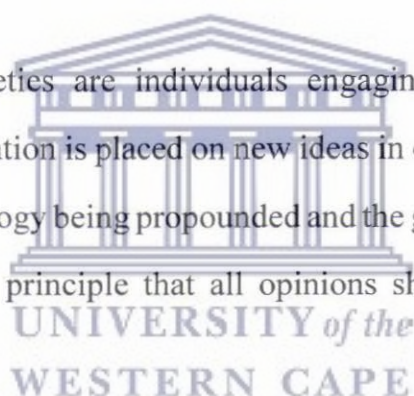 eties are individuals engagin
tion is placed on new ideas in
ogy being propounded and the
principle that all opinions sh
UNIVERSITY of the
WESTERN CAPE